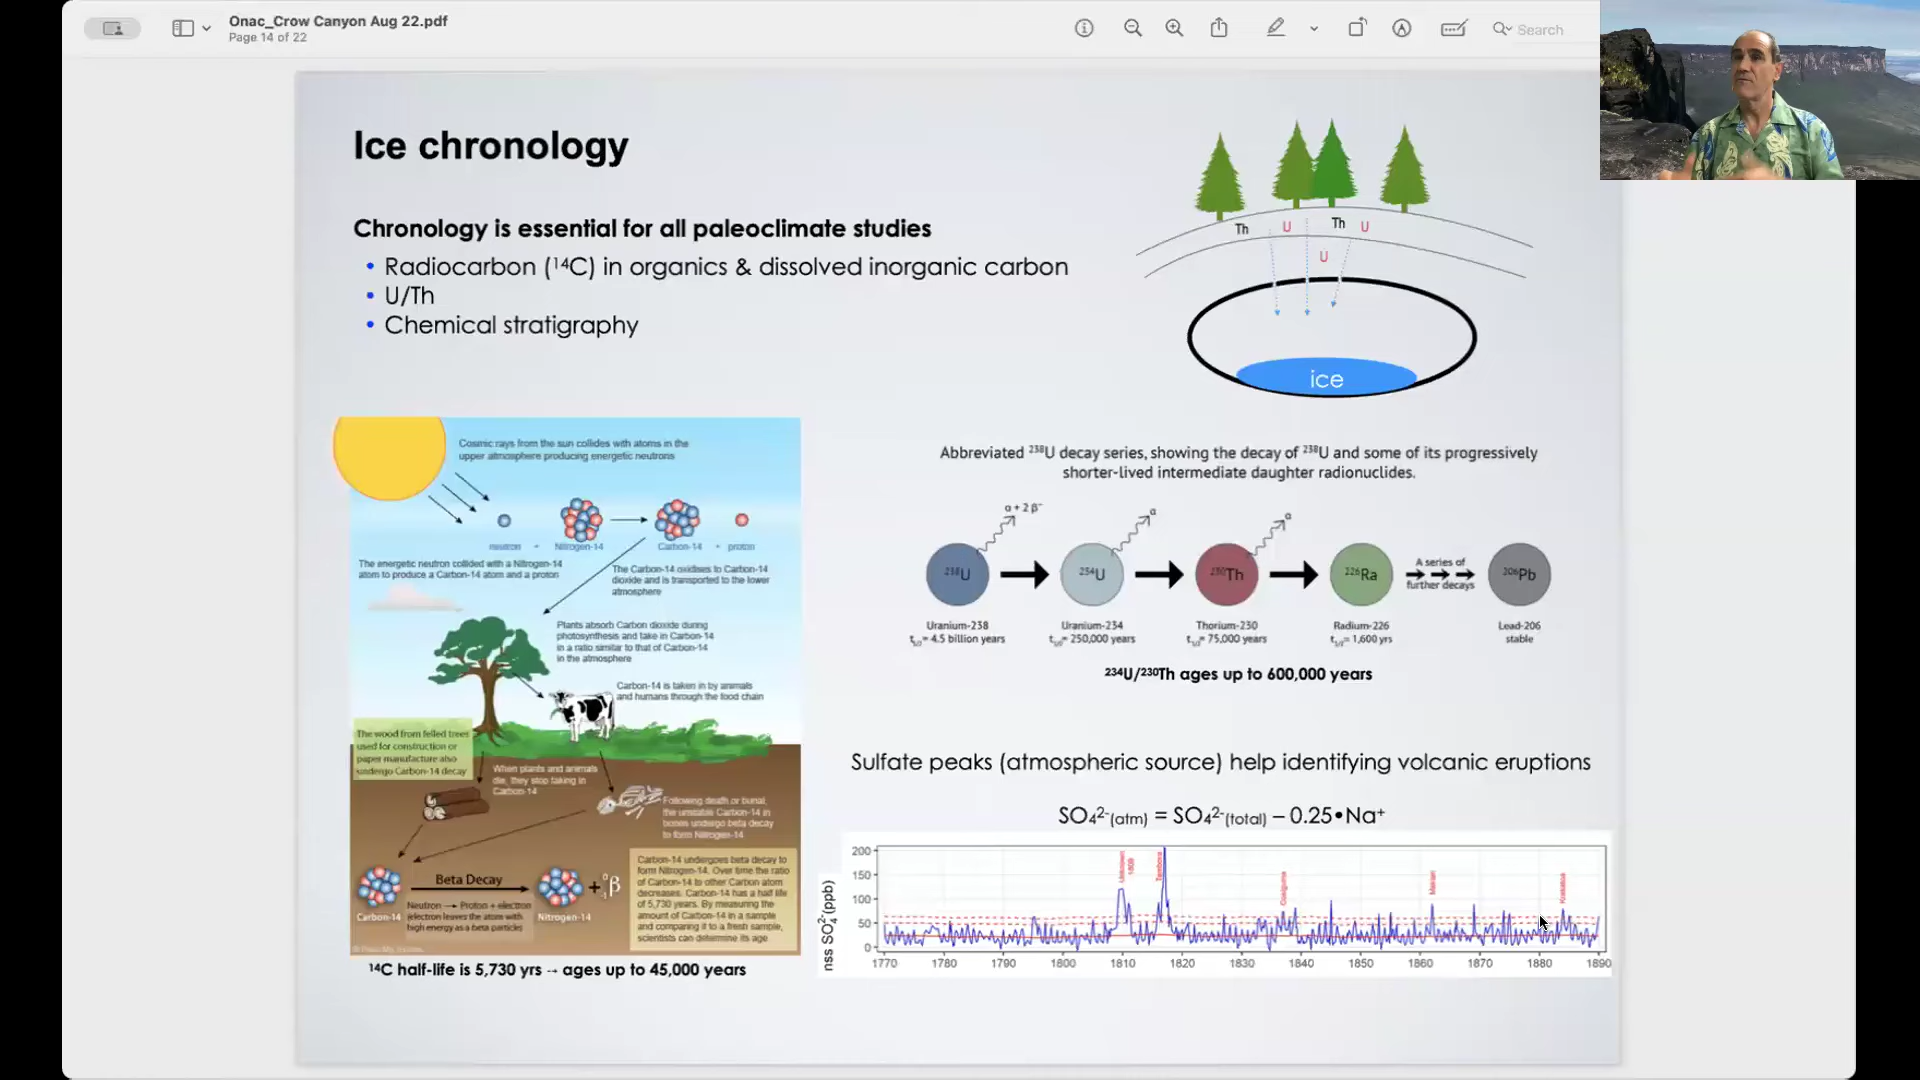 Onac_Crow Canyon Aug 22.pdf
Page 14 of 22
Search
Ice chronology
Chronology is essential for all paleoclimate studies
• Radiocarbon (¹⁴C) in organics & dissolved inorganic carbon
• U/Th
• Chemical stratigraphy
Th U Th U
U
ice
Cosmic rays from the sun collides with atoms in the
upper atmosphere producing energetic neutrons
neutron + Nitrogen-14 Carbon-14 + proton
The energetic neutron collided with a Nitrogen-14
atom to produce a Carbon-14 atom and a proton
The Carbon-14 oxidises to Carbon-14
dioxide and is transported to the lower
atmosphere
Plants absorb Carbon dioxide during
photosynthesis and take in Carbon-14
in a ratio similar to that of Carbon-14
in the atmosphere
Carbon-14 is taken in by animals
and humans through the food chain
The wood from felled trees
used for construction or
paper manufacture also
undergo Carbon-14 decay
When plants and animals
die, they stop taking in
Carbon-14
Following death or burial,
the unstable Carbon-14 in
bones undergo beta decay
to form Nitrogen-14
Beta Decay
Carbon-14
Neutron → Proton + electron
(electron leaves the atom with
high energy as a beta particles
Nitrogen-14
+ ⁰₋₁β
Carbon-14 undergoes beta decay to
form Nitrogen-14. Over time the ratio
of Carbon-14 to other Carbon atom
decreases. Carbon-14 has a half life
of 5,730 years. By measuring the
amount of Carbon-14 in a sample
and comparing it to a fresh sample,
scientists can determine its age
¹⁴C half-life is 5,730 yr→ ages up to 45,000 years
Abbreviated ²³⁸U decay series, showing the decay of ²³⁸U and some of its progressively
shorter-lived intermediate daughter radionuclides.
α + 2 β⁻ α α
²³⁸U ²³⁴U ²³⁰Th ²²⁶Ra ²⁰⁶Pb
A series of
further decays
Uranium-238 Uranium-234 Thorium-230 Radium-226 Lead-206
t₁/₂= 4.5 billion years t₁/₂= 250,000 years t₁/₂= 75,000 years t₁/₂= 1,600 yrs stable
²³⁴U/²³⁰Th ages up to 600,000 years
Sulfate peaks (atmospheric source) help identifying volcanic eruptions
SO₄²⁻(atm) = SO₄²⁻(total) – 0.25•Na⁺
nss SO₄²⁻ (ppb)
200
150
100
50
0
Unknown
1809
Tambora
Cosiguina
Krakatoa
1770 1780 1790 1800 1810 1820 1830 1840 1850 1860 1870 1880 1890